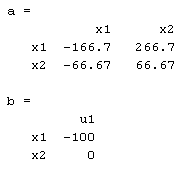 a =
x1 x2
x1 -166.7 266.7
x2 -66.67 66.67
b =
u1
x1 -100
x2 0